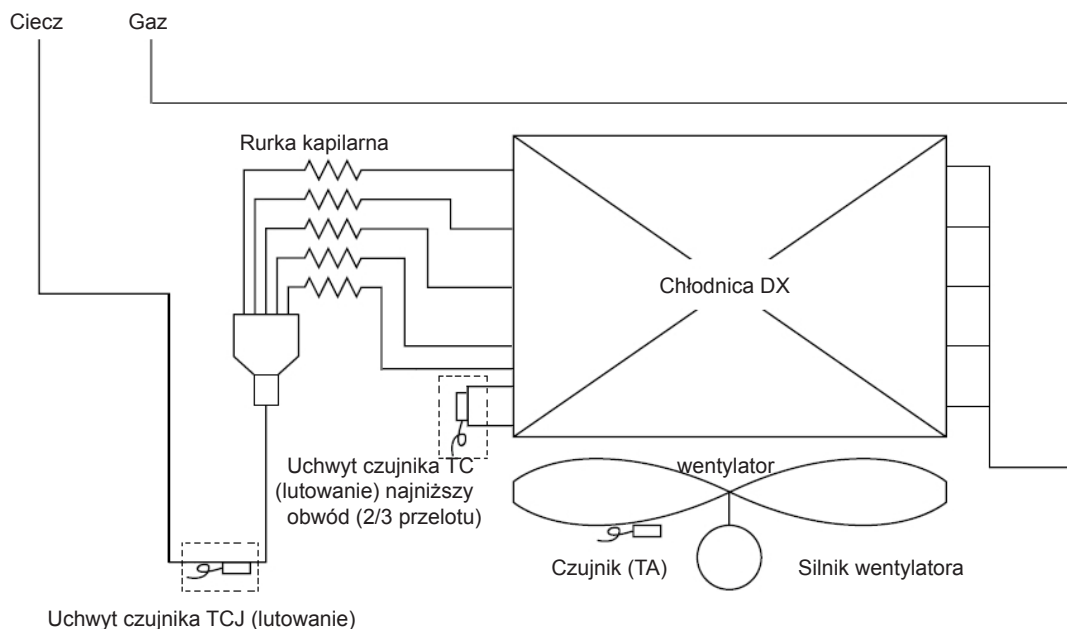 Ciecz
Gaz
Rurka kapilarna
Chłodnica DX
Uchwyt czujnika TC
(lutowanie) najniższy
obwód (2/3 przelotu)
wentylator
Czujnik (TA)
Silnik wentylatora
Uchwyt czujnika TCJ (lutowanie)